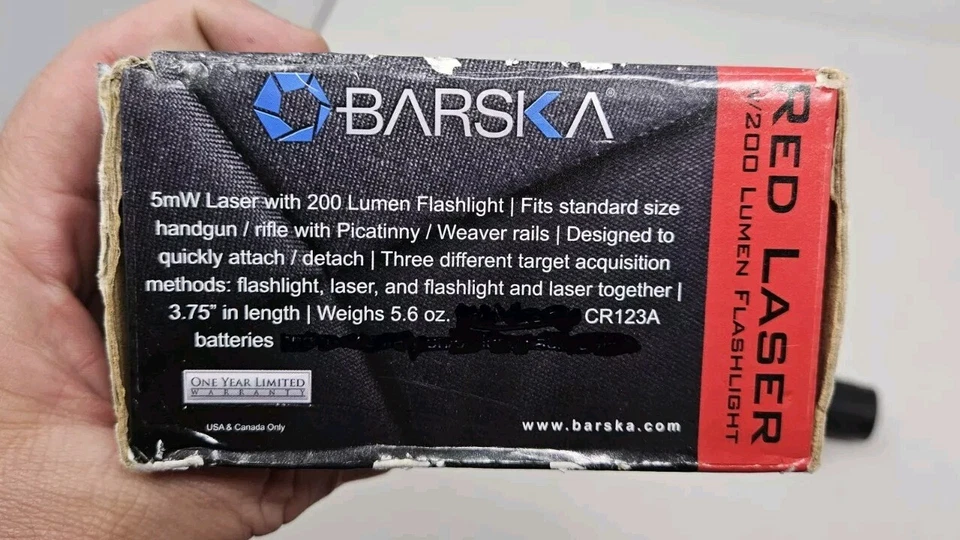 BARSKA®
5mW Laser with 200 Lumen Flashlight | Fits standard size
handgun / rifle with Picatinny / Weaver rails | Designed to
quickly attach / detach | Three different target acquisition
methods: flashlight, laser, and flashlight and laser together |
3.75" in length | Weighs 5.6 oz. CR123A
batteries
ONE YEAR LIMITED
WARRANTY
USA & Canada Only
www.barska.com
RED LASER
W/200 LUMEN FLASHLIGHT